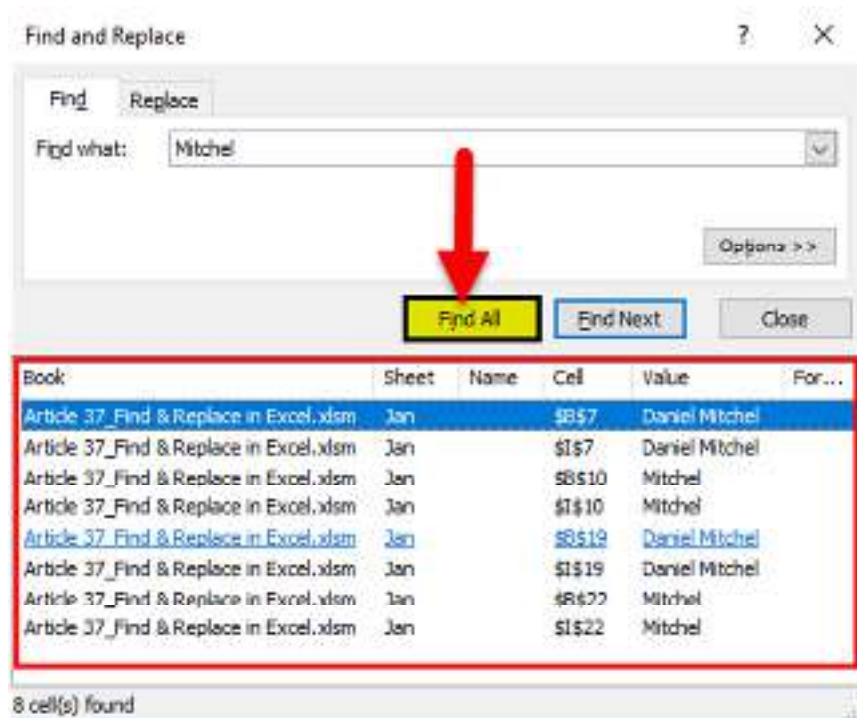 Find and Replace ? ×
Find Replace
Find what: Mitchel
Options >>
Find All Find Next Close
Book Sheet Name Cell Value For...
Article 37_Find & Replace in Excel.xlsm Jan $B$7 Daniel Mitchel
Article 37_Find & Replace in Excel.xlsm Jan $I$7 Daniel Mitchel
Article 37_Find & Replace in Excel.xlsm Jan $B$10 Mitchel
Article 37_Find & Replace in Excel.xlsm Jan $I$10 Mitchel
Article 37_Find & Replace in Excel.xlsm Jan $B$19 Daniel Mitchel
Article 37_Find & Replace in Excel.xlsm Jan $I$19 Daniel Mitchel
Article 37_Find & Replace in Excel.xlsm Jan $B$22 Mitchel
Article 37_Find & Replace in Excel.xlsm Jan $I$22 Mitchel
8 cell(s) found